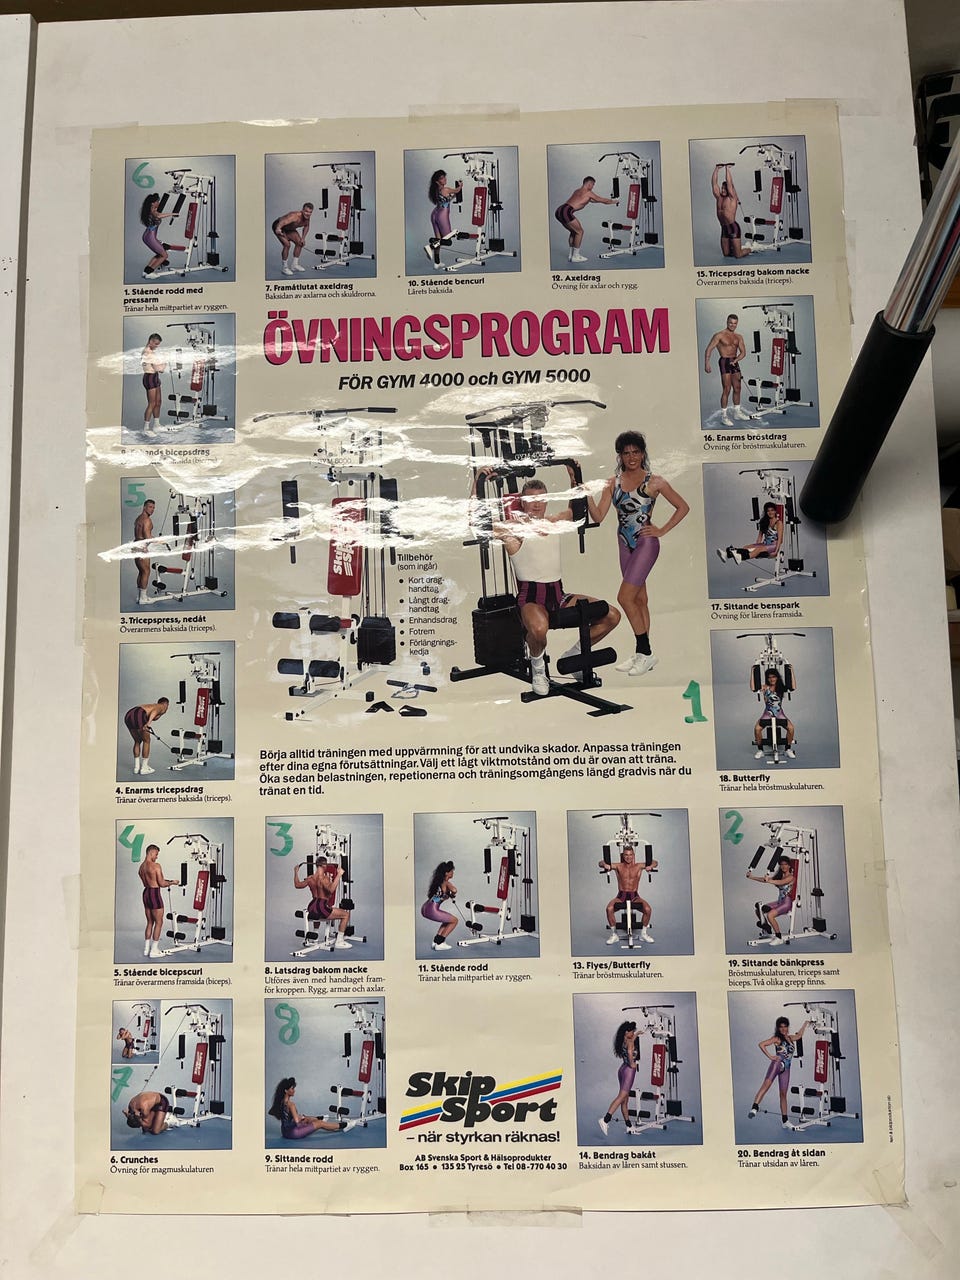 6
1. Stående rodd med
pressarm
Tränar hela mittpartiet av ryggen.
7. Framåtlutat axeldrag
Baksidan av axlarna och skuldrorna.
10. Stående bencurl
Lårets baksida.
12. Axeldrag
Övning för axlar och rygg.
15. Tricepsdrag bakom nacke
Överarmens baksida (triceps).
ÖVNINGSPROGRAM
FÖR GYM 4000 och GYM 5000
bicepsdrag
16. Enarms bröstdrag
Övning för bröstmuskulaturen.
5
3. Tricepspress, nedåt
Överarmens baksida (triceps).
Tillbehör
(som ingår)
• Kort drag-
handtag
• Långt drag-
handtag
• Enhandsdrag
• Fotrem
• Förlängnings-
kedja
17. Sittande benspark
Övning för lårens framsida.
4. Enarms tricepsdrag
Tränar överarmens baksida (triceps).
Börja alltid träningen med uppvärmning för att undvika skador. Anpassa träningen
efter dina egna förutsättningar. Välj ett lågt viktmotstånd om du är ovan att träna.
Öka sedan belastningen, repetionerna och träningsomgångens längd gradvis när du
tränat en tid.
1
18. Butterfly
Tränar hela bröstmuskulaturen.
4
5. Stående bicepscurl
Tränar överarmens framsida (biceps).
3
8. Latsdrag bakom nacke
Utföres även med handtaget fram-
för kroppen. Rygg, armar och axlar.
11. Stående rodd
Tränar hela mittpartiet av ryggen.
13. Flyes/Butterfly
Tränar bröstmuskulaturen.
2
19. Sittande bänkpress
Bröstmuskulaturen, triceps samt
biceps. Två olika grepp finns.
7
6. Crunches
Övning för magmuskulaturen
8
9. Sittande rodd
Tränar hela mittpartiet av ryggen.
Skip
Sport
– när styrkan räknas!
AB Svenska Sport & Hälsoprodukter
Box 165 • 135 25 Tyresö • Tel 08-770 40 30
14. Bendrag bakåt
Baksidan av låren samt stussen.
20. Bendrag åt sidan
Tränar utsidan av låren.